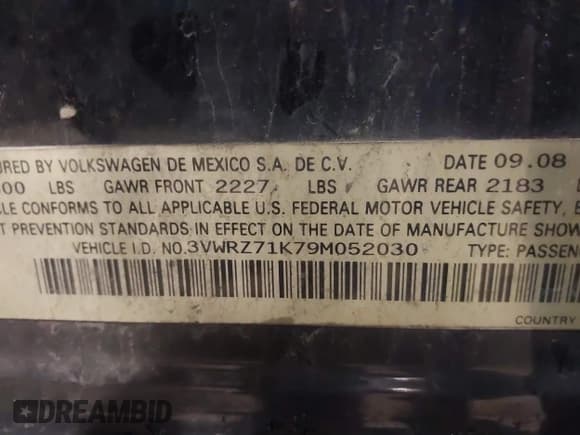 URED BY VOLKSWAGEN DE MEXICO S.A. DE C.V. DATE 09.08
00 LBS GAWR FRONT 2227 LBS GAWR REAR 2183
CLE CONFORMS TO ALL APPLICABLE U.S. FEDERAL MOTOR VEHICLE SAFETY,
T PREVENTION STANDARDS IN EFFECT ON THE DATE OF MANUFACTURE SHOW
VEHICLE I.D. NO. 3VWRZ71K79M052030 TYPE: PASSEN
COUNTRY
DREAMBID